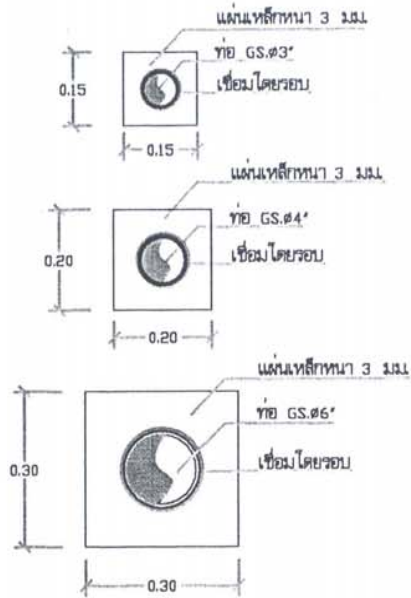 แผ่นเหล็กหนา 3 มม.
ท่อ GS.ø3"
เชื่อมโดยรอบ
0.15
0.15
แผ่นเหล็กหนา 3 มม.
ท่อ GS.ø4"
เชื่อมโดยรอบ
0.20
0.20
แผ่นเหล็กหนา 3 มม.
ท่อ GS.ø6"
เชื่อมโดยรอบ
0.30
0.30